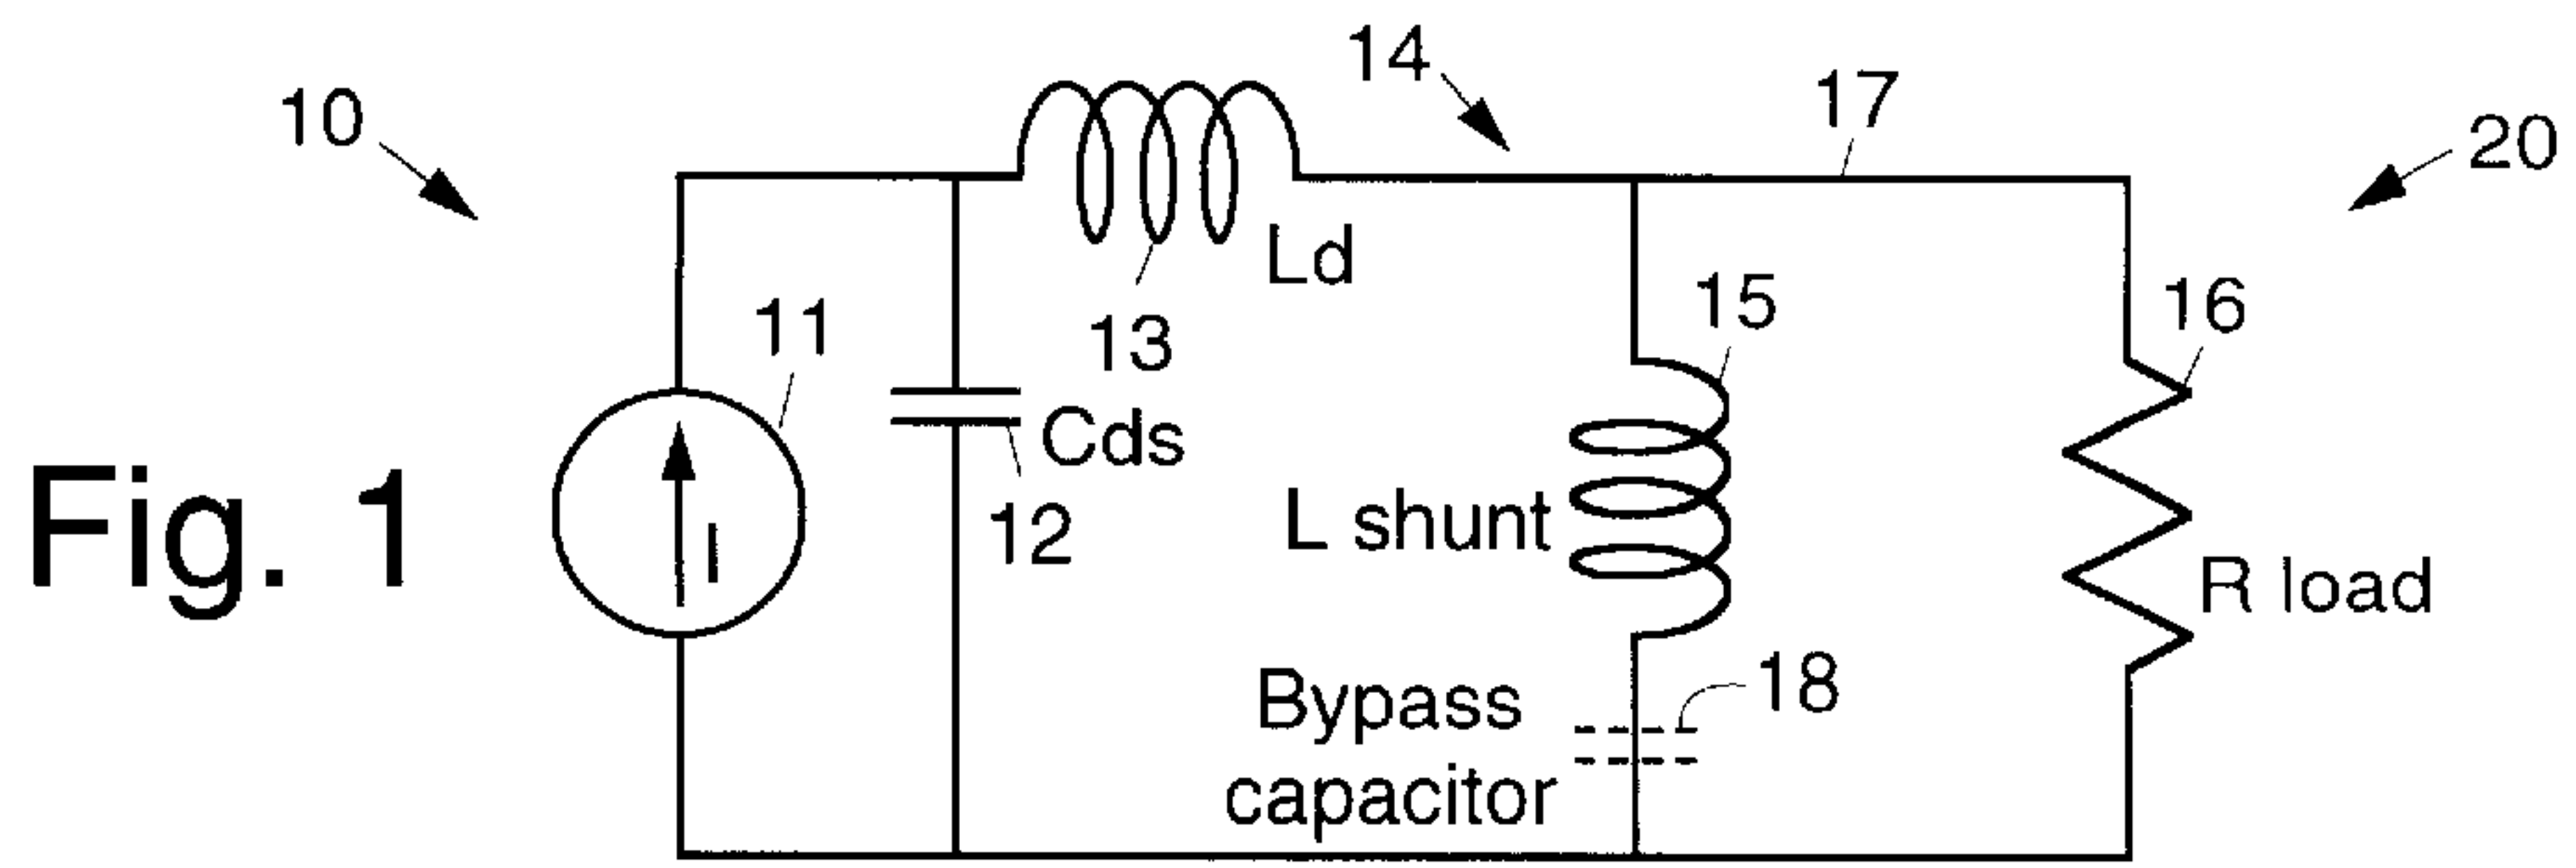 14
17
10
20
Ld
15
16
11
13
Cds
Fig. 1
I
12
L shunt
R load
Bypass
capacitor
18